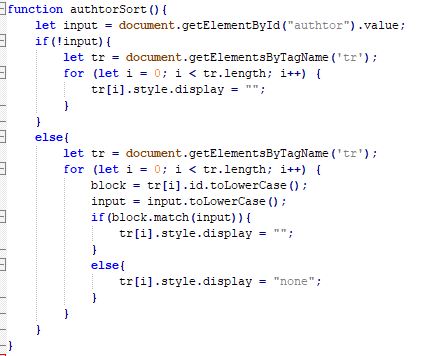 function authtorSort(){
    let input = document.getElementById("authtor").value;
    if(!input){
        let tr = document.getElementsByTagName('tr');
        for (let i = 0; i < tr.length; i++) {
            tr[i].style.display = "";
        }
    }
    else{
        let tr = document.getElementsByTagName('tr');
        for (let i = 0; i < tr.length; i++) {
            block = tr[i].id.toLowerCase();
            input = input.toLowerCase();
            if(block.match(input)){
                tr[i].style.display = "";
            }
            else{
                tr[i].style.display = "none";
            }
        }
    }
}